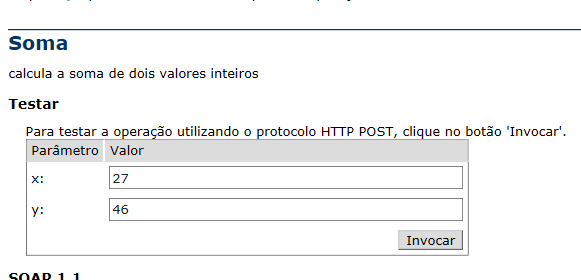 Soma
calcula a soma de dois valores inteiros
Testar
Para testar a operação utilizando o protocolo HTTP POST, clique no botão 'Invocar'.
Parâmetro Valor
x: 27
y: 46
Invocar
SOAP 1.1